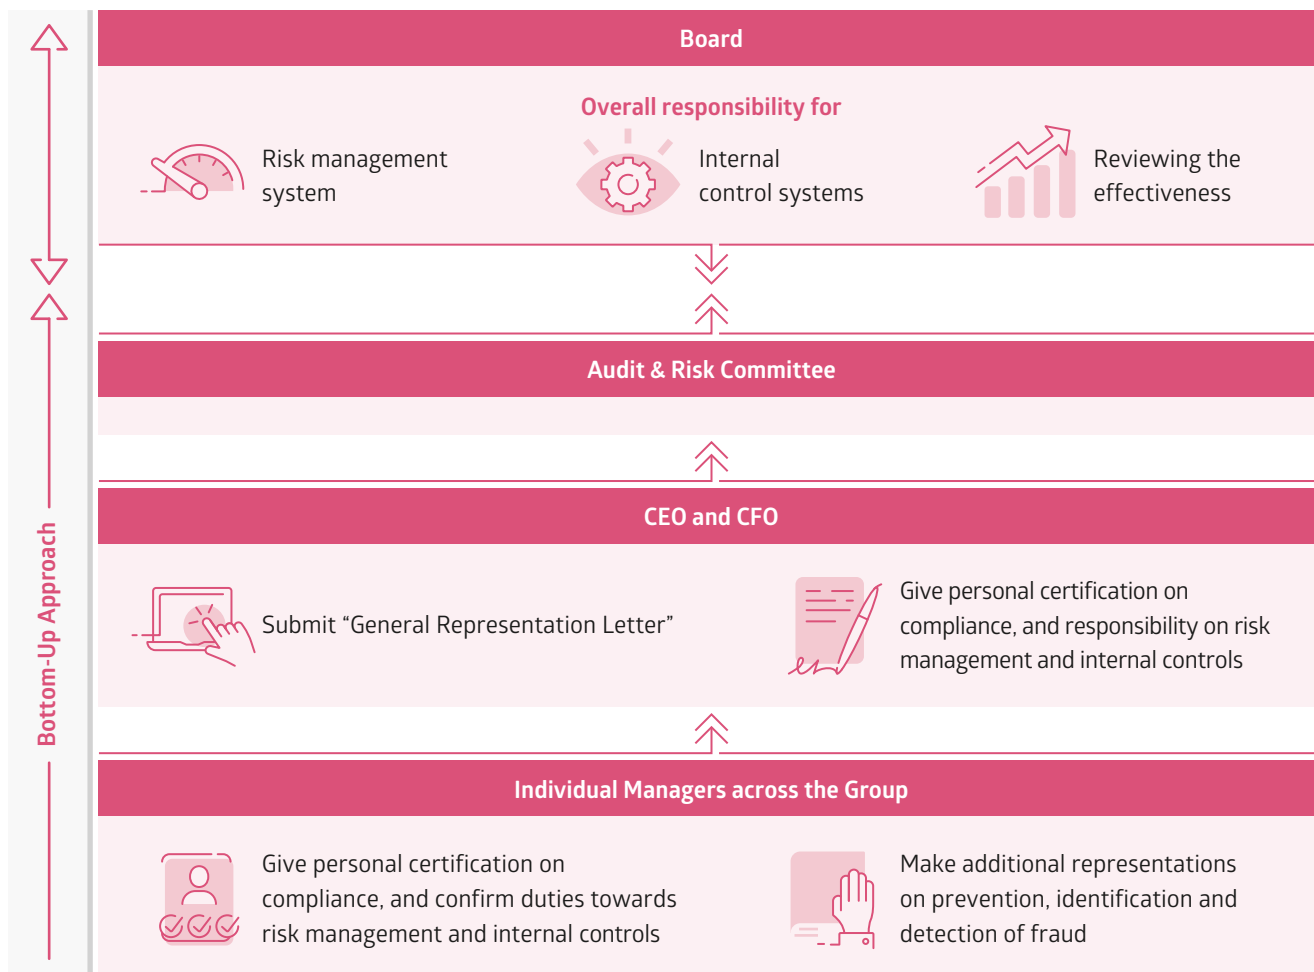 Board
Overall responsibility for
Risk management
system
Internal
control systems
Reviewing the
effectiveness
Audit & Risk Committee
Bottom-Up Approach
CEO and CFO
Submit “General Representation Letter”
Give personal certification on
compliance, and responsibility on risk
management and internal controls
Individual Managers across the Group
Give personal certification on
compliance, and confirm duties towards
risk management and internal controls
Make additional representations
on prevention, identification and
detection of fraud